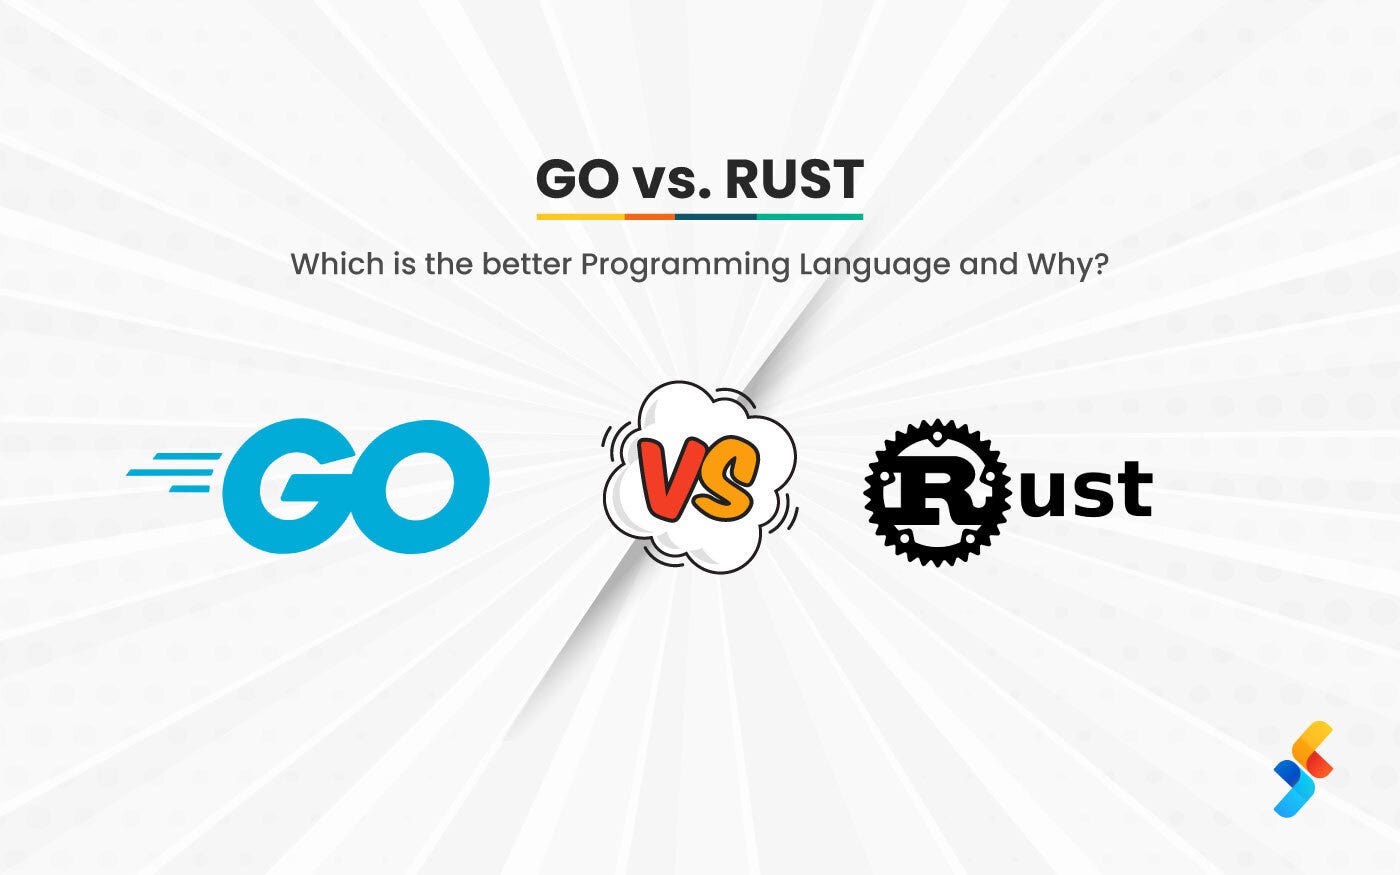 GO vs. RUST
Which is the better Programming Language and Why?
GO
VS
Rust